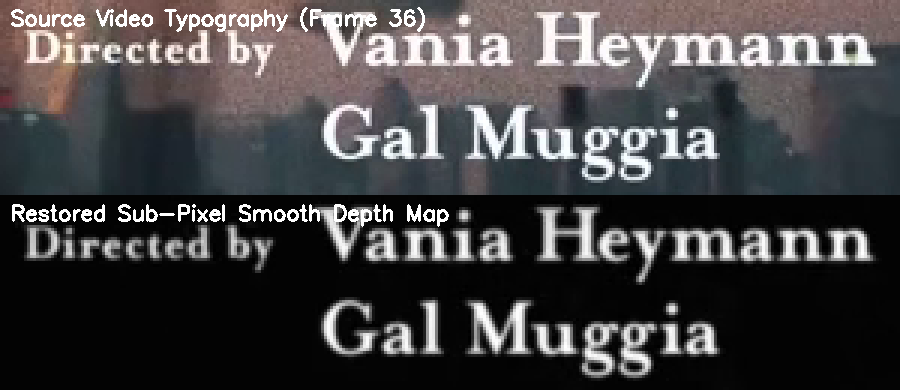 Source Video Typography (Frame 36)
Directed by Vania Heymann
Gal Muggia
Restored Sub-Pixel Smooth Depth Map
Directed by Vania Heymann
Gal Muggia